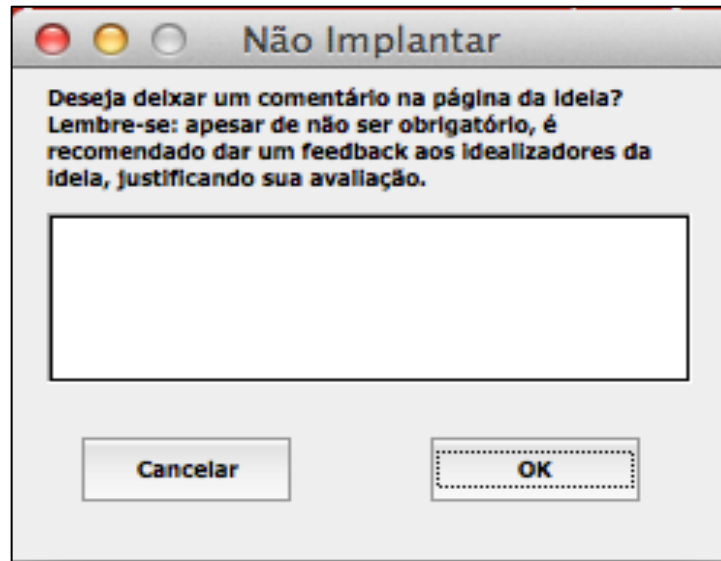 Não Implantar
Deseja deixar um comentário na página da ideia?
Lembre-se: apesar de não ser obrigatório, é
recomendado dar um feedback aos idealizadores da
ideia, justificando sua avaliação.
Cancelar
OK